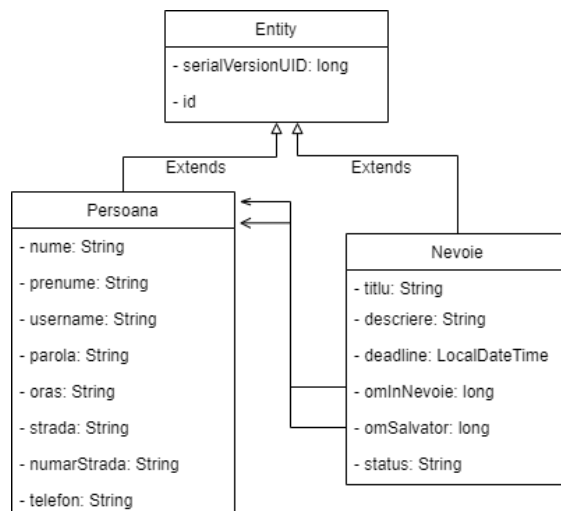 Entity
- serialVersionUID: long
- id
Extends
Extends
Persoana
- nume: String
- prenume: String
- username: String
- parola: String
- oras: String
- strada: String
- numarStrada: String
- telefon: String
Nevoie
- titlu: String
- descriere: String
- deadline: LocalDateTime
- omInNevoie: long
- omSalvator: long
- status: String